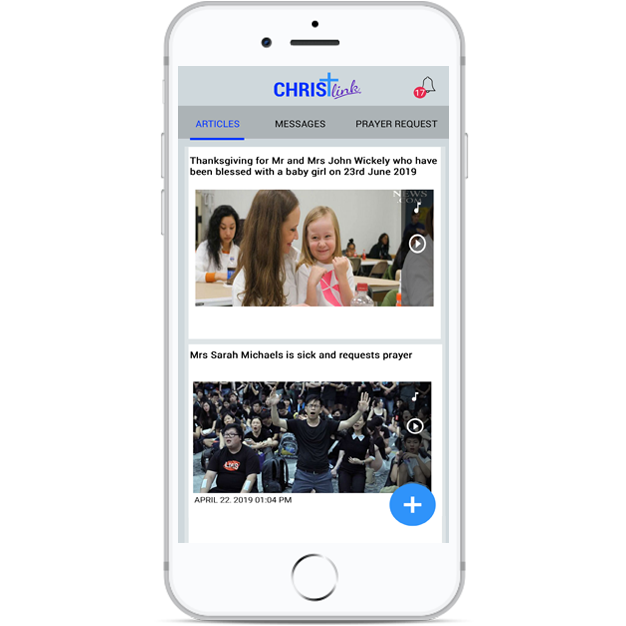 CHRISTlink
17
ARTICLES MESSAGES PRAYER REQUEST
Thanksgiving for Mr and Mrs John Wickely who have
been blessed with a baby girl on 23rd June 2019
NEWS
.COM
Mrs Sarah Michaels is sick and requests prayer
APRIL 22. 2019 01:04 PM